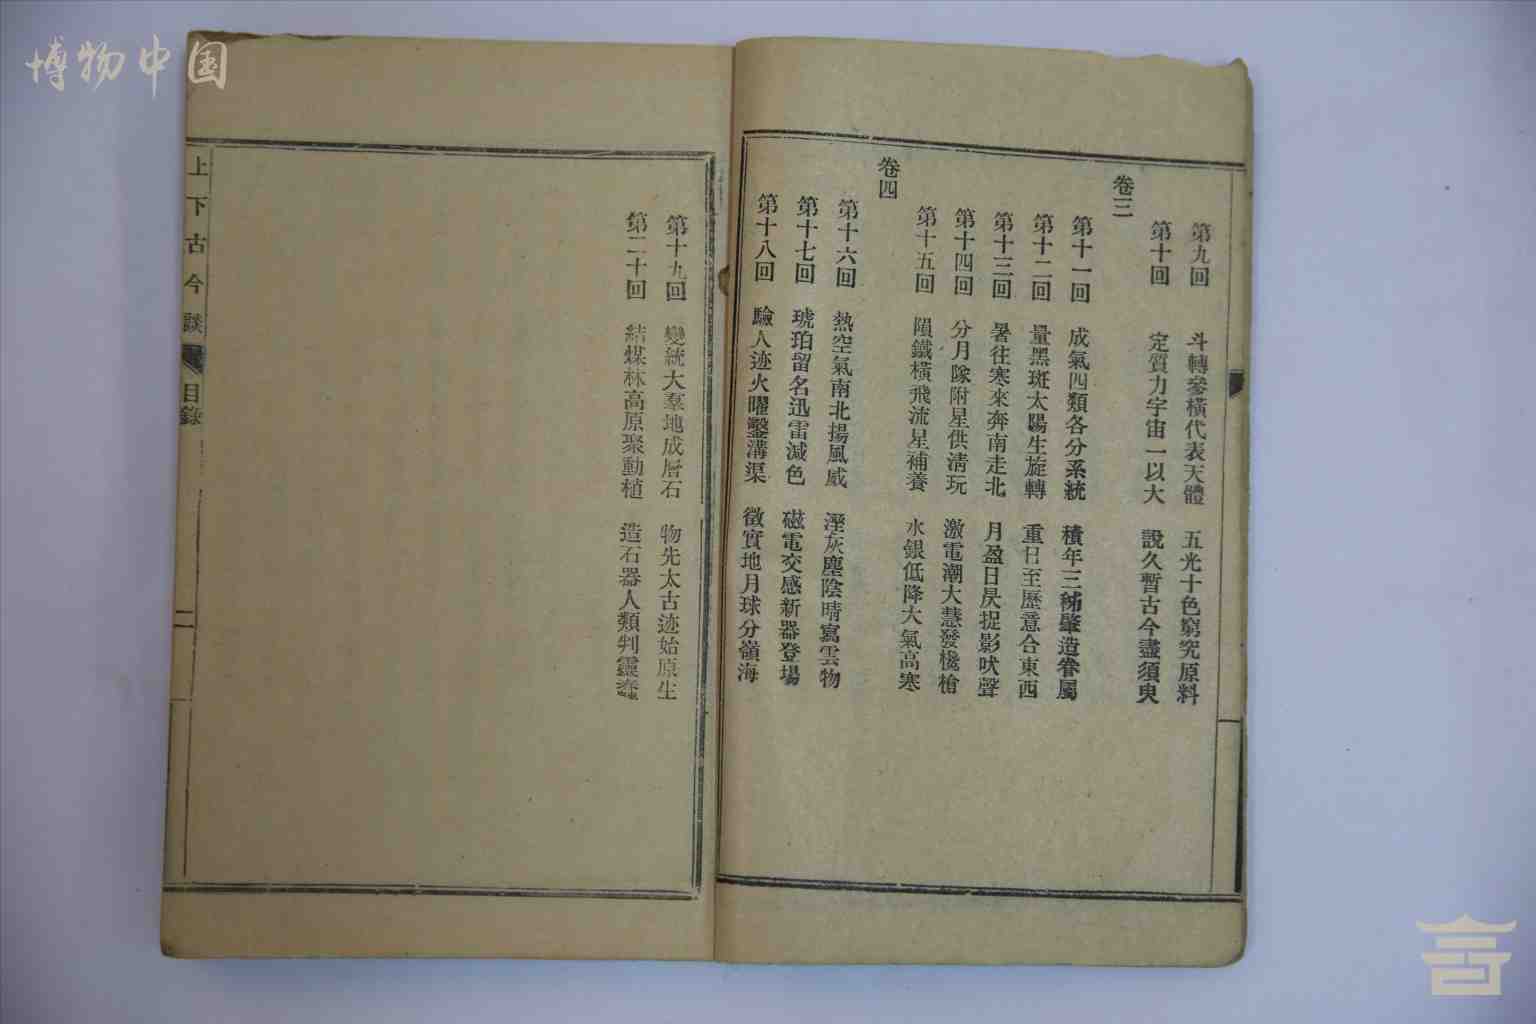 博物中国
第九回 斗轉參橫代表天體 五光十色窮究原料
第十回 定質力宇宙一以大 說久暫古今盡須臾
卷三
第十一回 成氣四類各分系統 積年三稊肇造眷屬
第十二回 量黑斑太陽生旋轉 重日至歷意合東西
第十三回 暑往寒來奔南走北 月盈日昃捉影吠聲
第十四回 分月隊附星供淸玩 激電潮大慧發欃槍
第十五回 隕鐵橫飛流星補養 水銀低降大氣高寒
卷四
第十六回 熱空氣南北揚風威 溼灰塵陰晴寫雲物
第十七回 琥珀留名迅雷減色 磁電交感新器登場
第十八回 驗人迹火曜鑿溝渠 徵實地月球分嶺海
第十九回 變統大羣地成層石 物先太古迹始原生
第二十回 結煤林高原聚動植 造石器人類判靈蠢
上下古今談 目錄 二